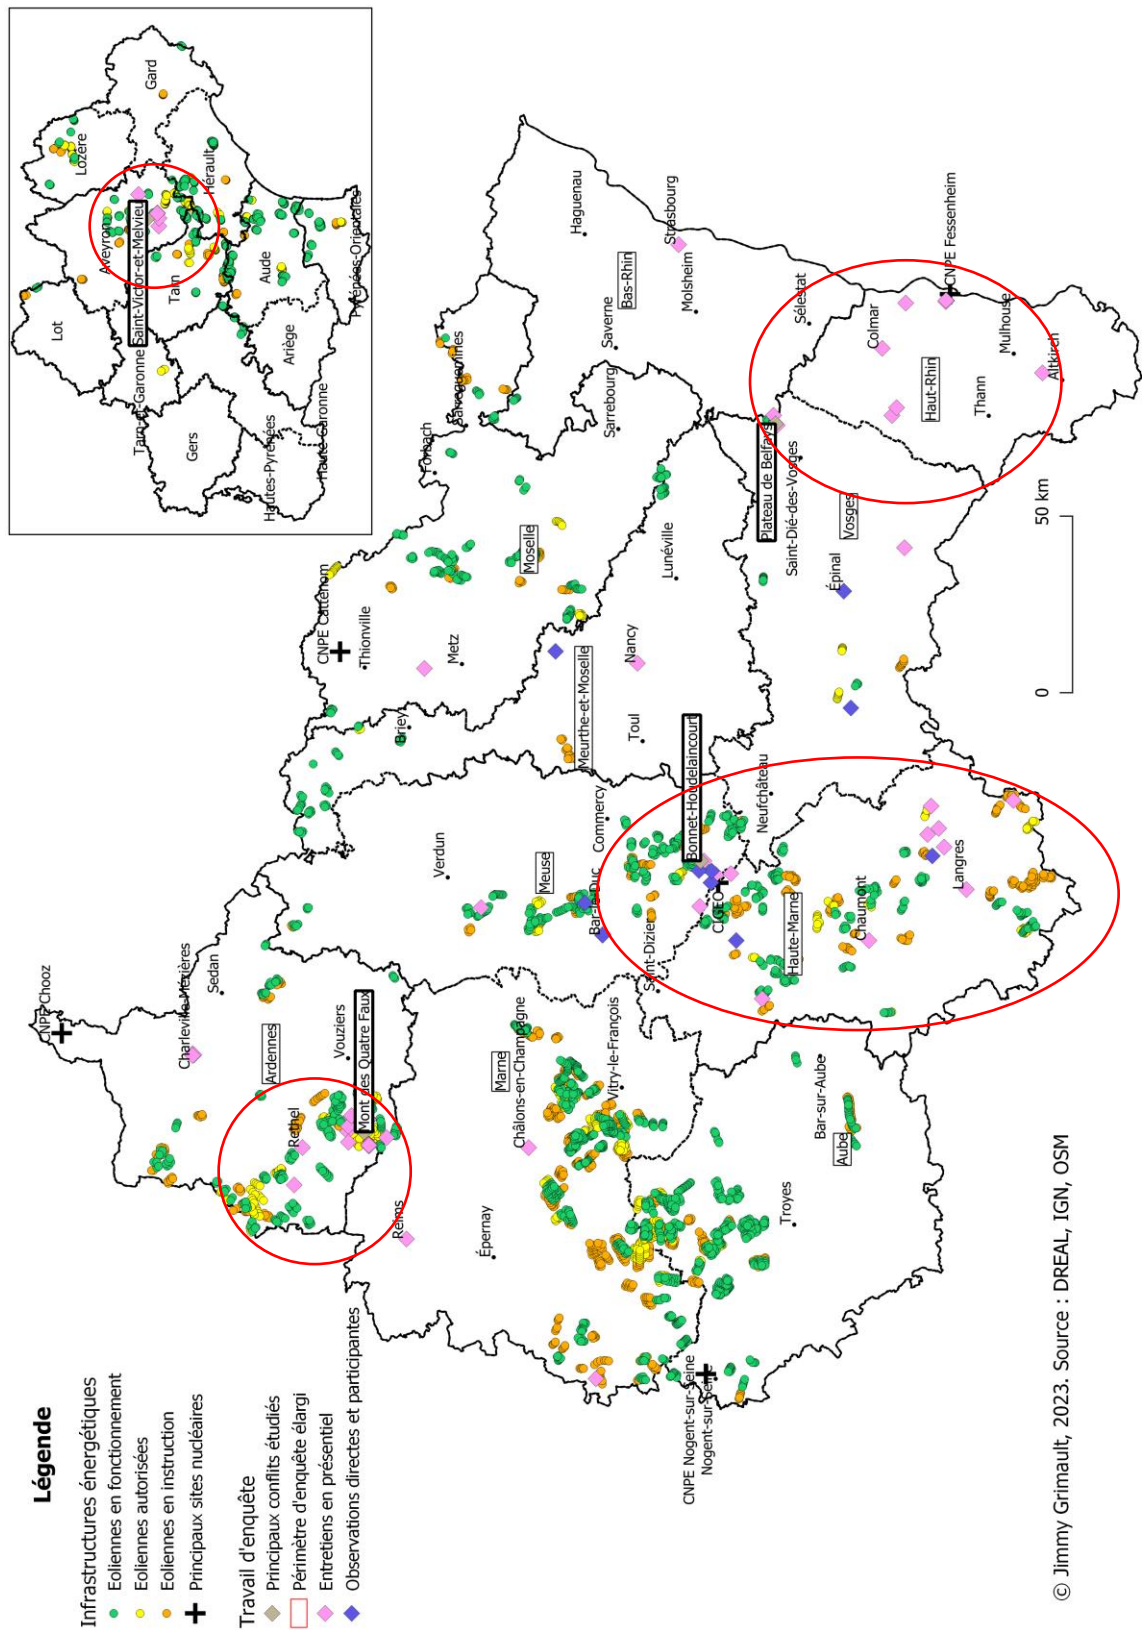 Légende
Infrastructures énergétiques
Eoliennes en fonctionnement
Eoliennes autorisées
Eoliennes en instruction
Principaux sites nucléaires
Travail d'enquête
Principaux conflits étudiés
Périmètre d'enquête élargi
Entretiens en présentiel
Observations directes et participantes
CNPE Chooz
Charleville-Mézières
Sedan
Ardennes
Rethel
Vouziers
Mont des Quatre Faux
Reims
Épernay
Marne
Châlons-en-Champagne
Vitry-le-François
CNPE Nogent-sur-Seine
Nogent-sur-Seine
Troyes
Aube
Bar-sur-Aube
Verdun
Meuse
Bar-le-Duc
Commercy
Saint-Dizier
Bonnet-Houdelaincourt
CIGEO
Neufchâteau
Haute-Marne
Chaumont
Langres
Briey
CNPE Cattenom
Thionville
Metz
Moselle
Meurthe-et-Moselle
Toul
Nancy
Lunéville
Forbach
Sarreguemines
Sarrebourg
Saverne
Haguenau
Bas-Rhin
Strasbourg
Molsheim
Plateau de Belfays
Saint-Dié-des-Vosges
Vosges
Épinal
Sélestat
Colmar
Haut-Rhin
CNPE Fessenheim
Mulhouse
Thann
Altkirch
0
50 km
Lot
Lozère
Gard
Aveyron
Tarn-et-Garonne
Saint-Victor-et-Melvieu
Tarn
Hérault
Gers
Hautes-Pyrénées
Haute-Garonne
Ariège
Aude
Pyrénées-Orientales
© Jimmy Grimault, 2023. Source : DREAL, IGN, OSM